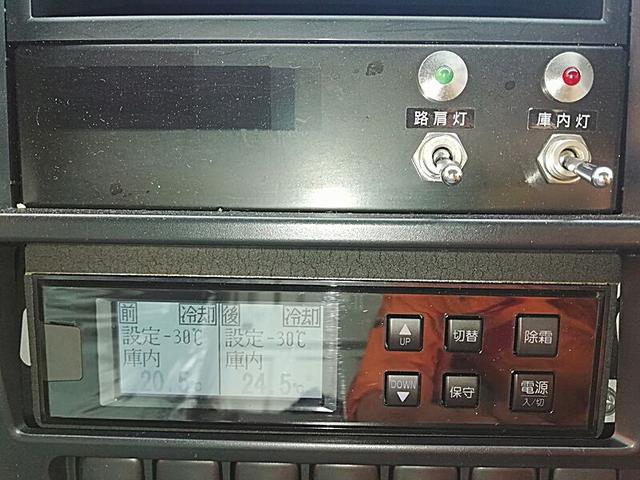 路肩灯 庫内灯
前 冷却 後 冷却
設定-30℃ 設定-30℃
庫内 庫内
20.5℃ 24.5℃
UP 切替 除霜
DOWN 保守 電源
入/切